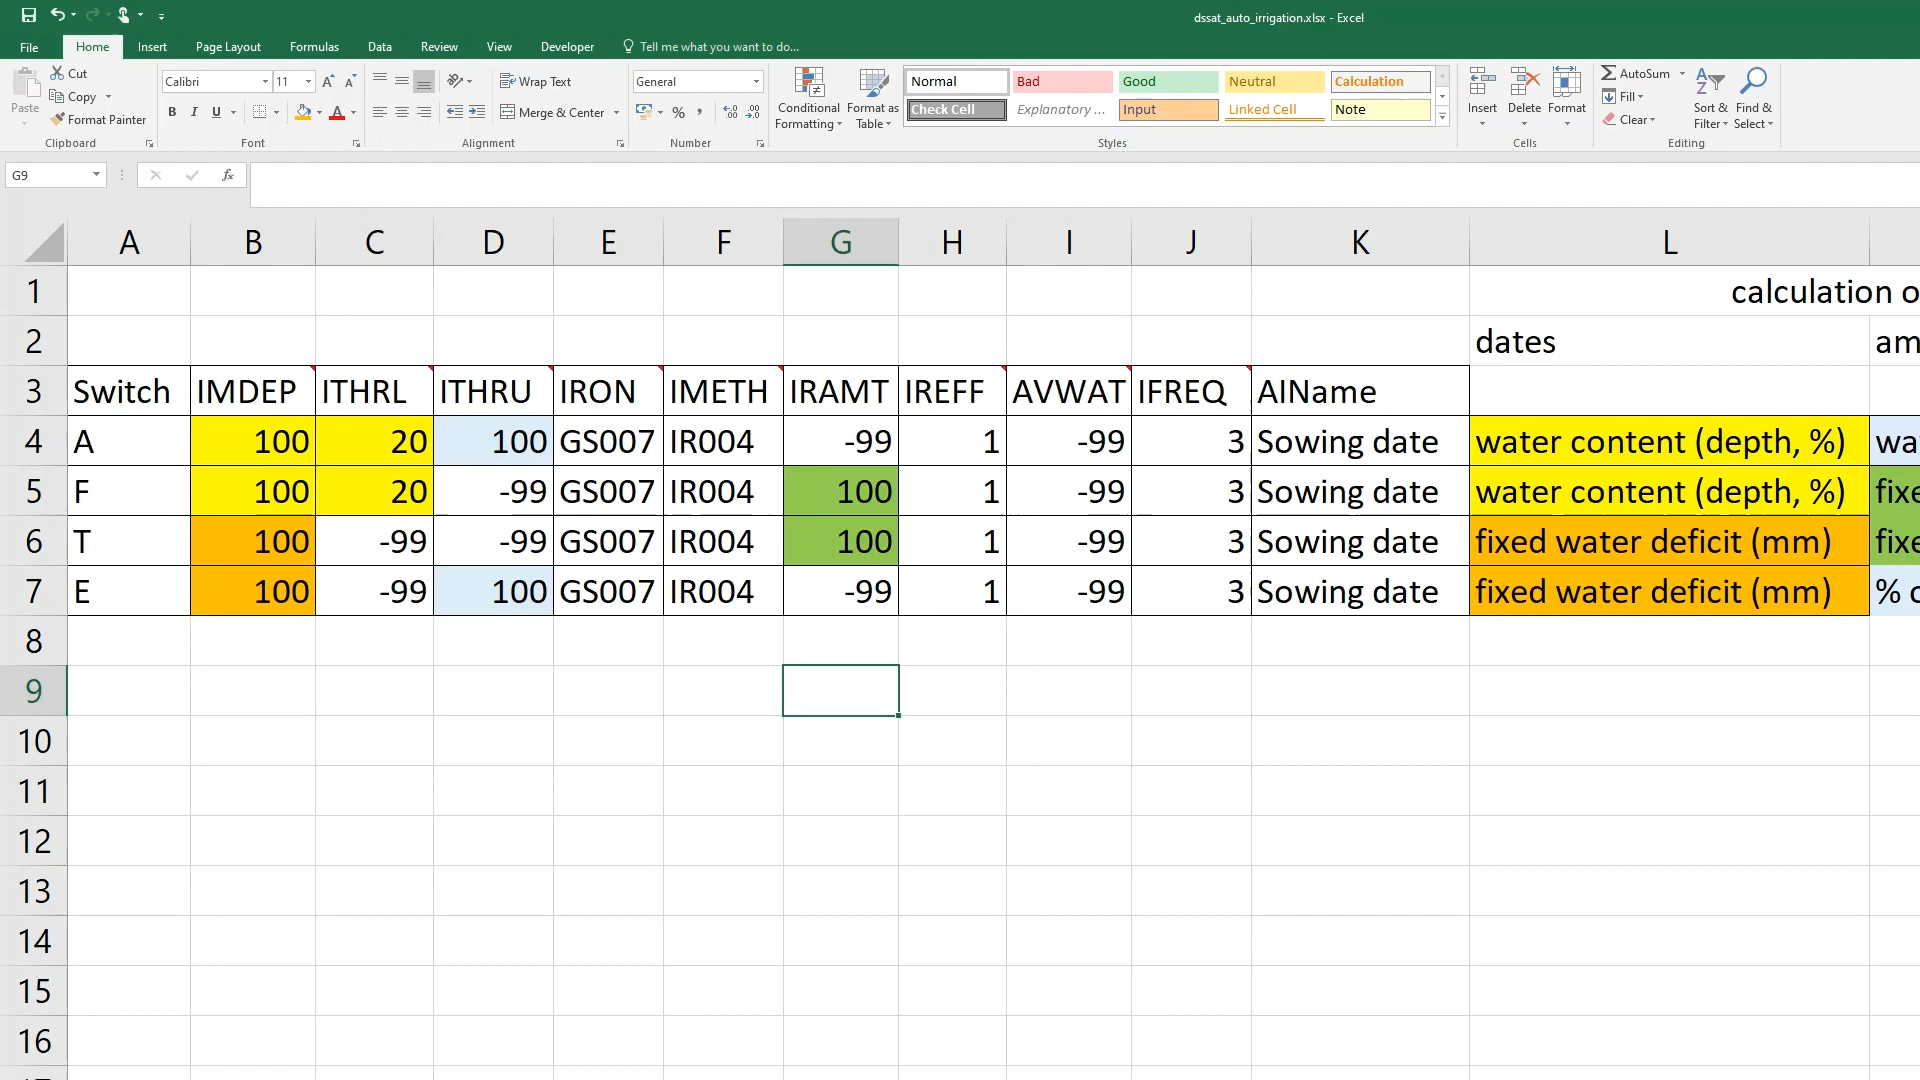 dssat_auto_irrigation.xlsx - Excel
File Home Insert Page Layout Formulas Data Review View Developer Tell me what you want to do...
Paste
Cut
Copy
Format Painter
Clipboard
Calibri 11
B I U
Font
Wrap Text
Merge & Center
Alignment
General
%
Number
Conditional Formatting
Format as Table
Normal Bad Good Neutral Calculation
Check Cell Explanatory ... Input Linked Cell Note
Styles
Insert Delete Format
Cells
AutoSum
Fill
Clear
Sort & Filter
Find & Select
Editing
G9 fx
A B C D E F G H I J K L
1 calculation o
2 dates am
3 Switch IMDEP ITHRL ITHRU IRON IMETH IRAMT IREFF AVWAT IFREQ AIName
4 A 100 20 100 GS007 IR004 -99 1 -99 3 Sowing date water content (depth, %) wa
5 F 100 20 -99 GS007 IR004 100 1 -99 3 Sowing date water content (depth, %) fixe
6 T 100 -99 -99 GS007 IR004 100 1 -99 3 Sowing date fixed water deficit (mm) fixe
7 E 100 -99 100 GS007 IR004 -99 1 -99 3 Sowing date fixed water deficit (mm) % o
8
9
10
11
12
13
14
15
16